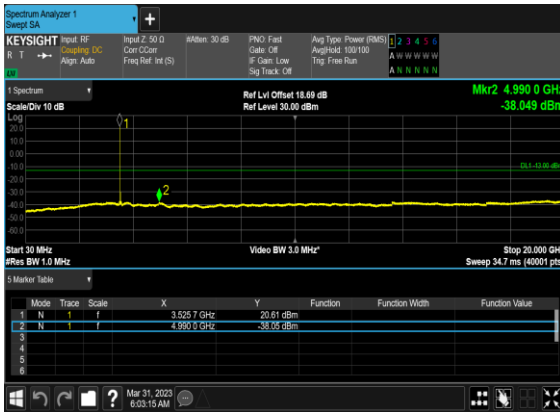 Spectrum Analyzer 1
Swept SA
KEYSIGHT
R T
Input: RF
Coupling: DC
Align: Auto
Input Z: 50 Ω
Corr CCorr
Freq Ref: Int (S)
#Atten: 30 dB
PNO: Fast
Gate: Off
IF Gain: Low
Sig Track: Off
Avg Type: Power (RMS)
Avg|Hold: 100/100
Trig: Free Run
1 2 3 4 5 6
A W W W W W
A N N N N N
1 Spectrum
Scale/Div 10 dB
Ref Lvl Offset 18.69 dB
Ref Level 30.00 dBm
Mkr2 4.990 0 GHz
-38.049 dBm
Log
20.0
10.0
0.00
-10.0
-20.0
-30.0
-40.0
-50.0
-60.0
1
2
DL1 -13.00 dBm
Start 30 MHz
#Res BW 1.0 MHz
Video BW 3.0 MHz*
Stop 20.000 GHz
Sweep 34.7 ms (40001 pts)
5 Marker Table
Mode Trace Scale X Y Function Function Width Function Value
1 N 1 f 3.525 7 GHz 20.61 dBm
2 N 1 f 4.990 0 GHz -38.05 dBm
3
4
5
6
Mar 31, 2023
6:03:15 AM